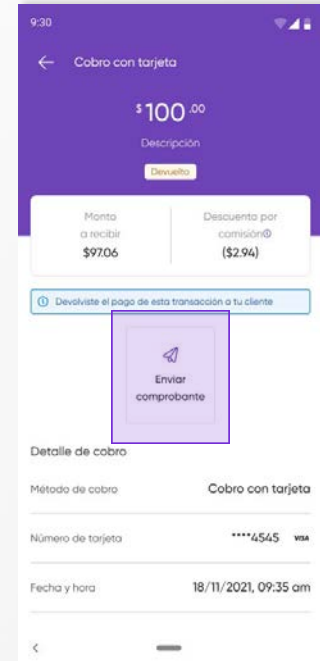 9:30
Cobro con tarjeta
$100.00
Descripción
Devuelto
Monto
a recibir
$97.06
Descuento por
comisión
($2.94)
Devolviste el pago de esta transacción a tu cliente
Enviar
comprobante
Detalle de cobro
Método de cobro Cobro con tarjeta
Número de tarjeta ****4545 VISA
Fecha y hora 18/11/2021, 09:35 am